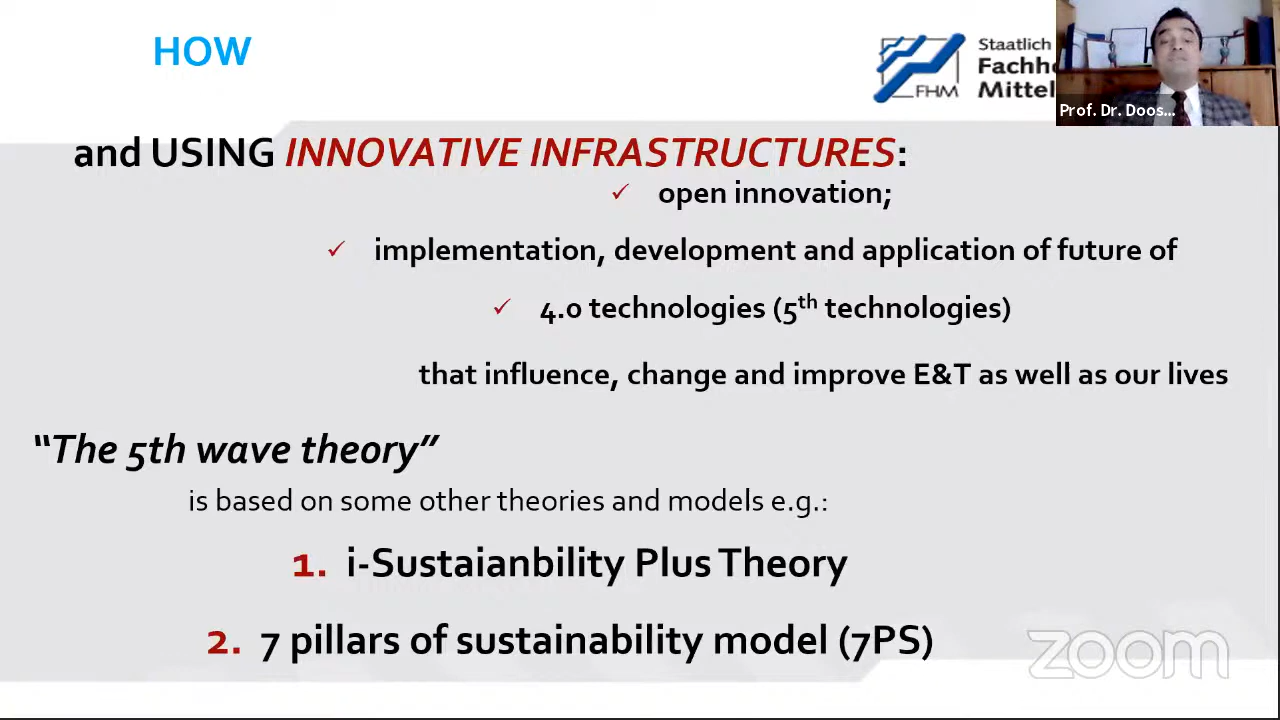 HOW
Staatlich
Fachho
Mittel
FHM
Prof. Dr. Doos...
and USING INNOVATIVE INFRASTRUCTURES:
✓ open innovation;
✓ implementation, development and application of future of
✓ 4.0 technologies (5th technologies)
that influence, change and improve E&T as well as our lives
“The 5th wave theory”
is based on some other theories and models e.g.:
1. i-Sustaianbility Plus Theory
2. 7 pillars of sustainability model (7PS)
zoom